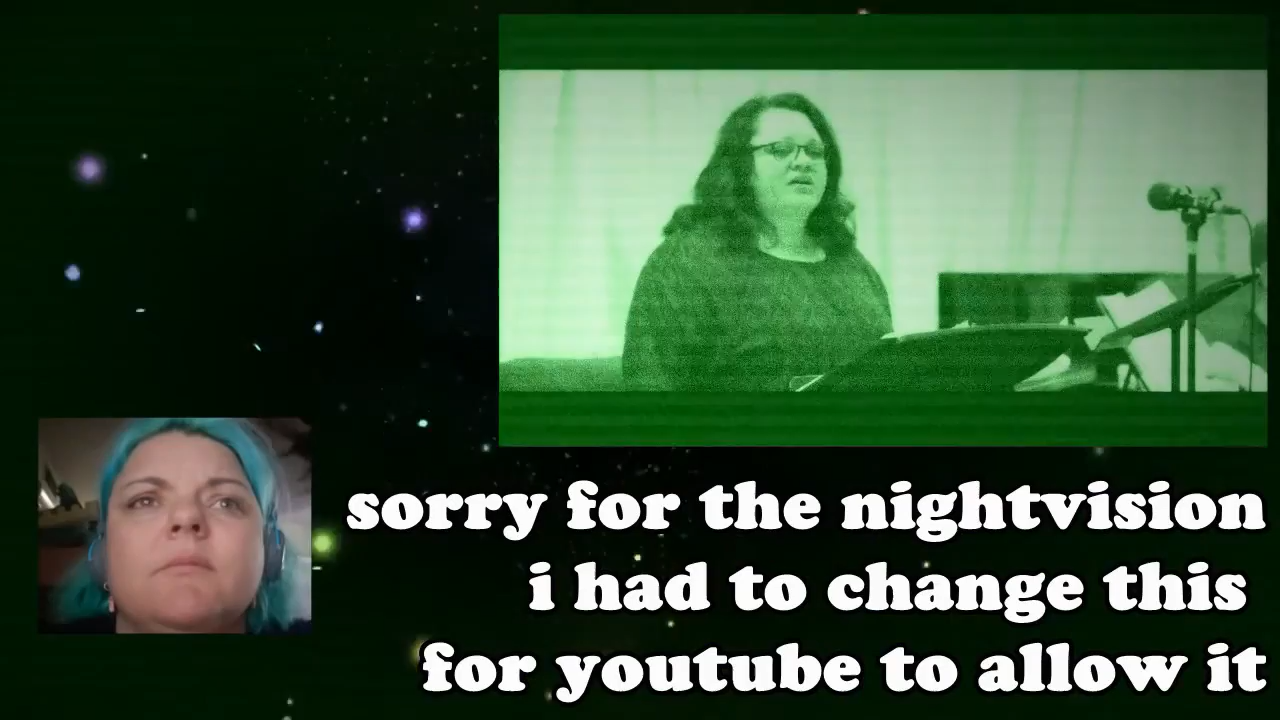 sorry for the nightvision
i had to change this
for youtube to allow it